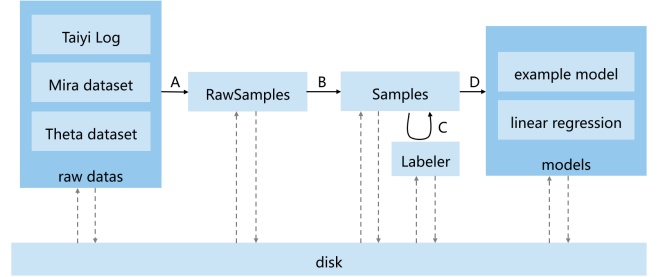 Taiyi Log
Mira dataset
Theta dataset
raw datas
A
RawSamples
B
Samples
C
Labeler
D
example model
linear regression
models
disk